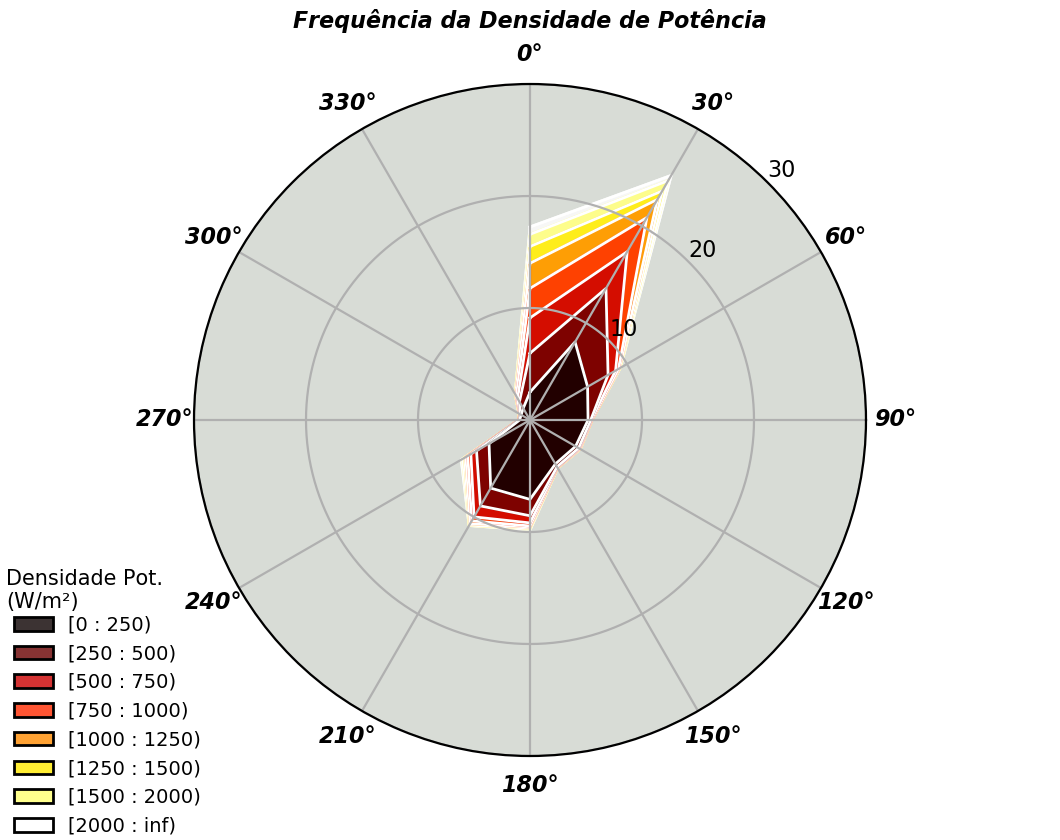 Frequência da Densidade de Potência
0°
330°
30°
30
300°
60°
20
10
270°
90°
240°
120°
210°
150°
180°
Densidade Pot.
(W/m²)
[0 : 250)
[250 : 500)
[500 : 750)
[750 : 1000)
[1000 : 1250)
[1250 : 1500)
[1500 : 2000)
[2000 : inf)